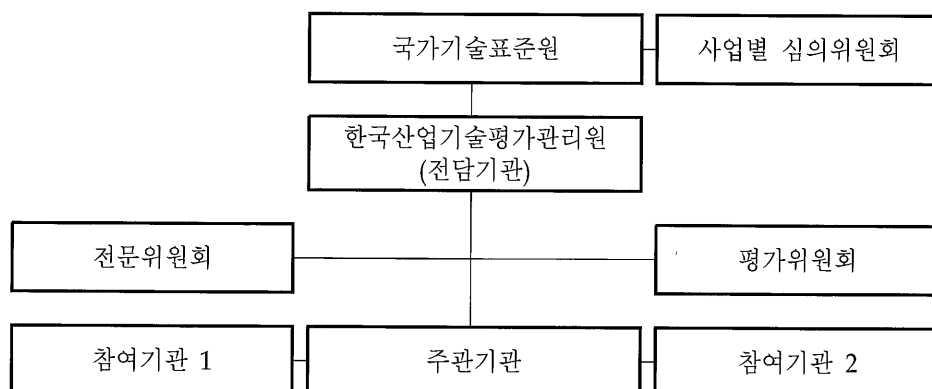 국가기술표준원
사업별 심의위원회
한국산업기술평가관리원
(전담기관)
전문위원회
평가위원회
참여기관 1
주관기관
참여기관 2